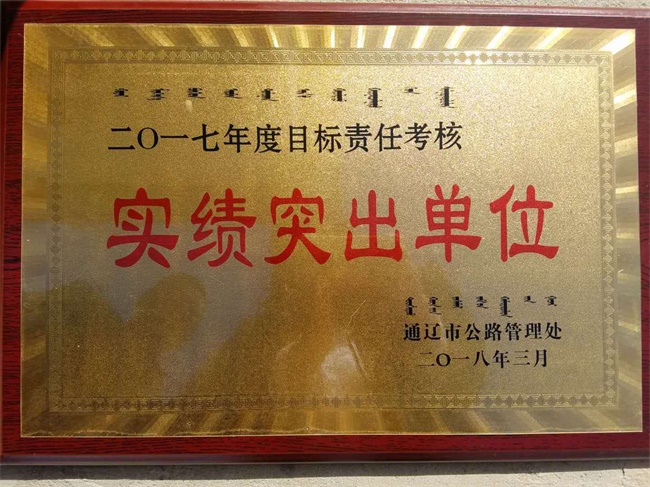 二〇一七年度目标责任考核
实绩突出单位
通辽市公路管理处
二〇一八年三月